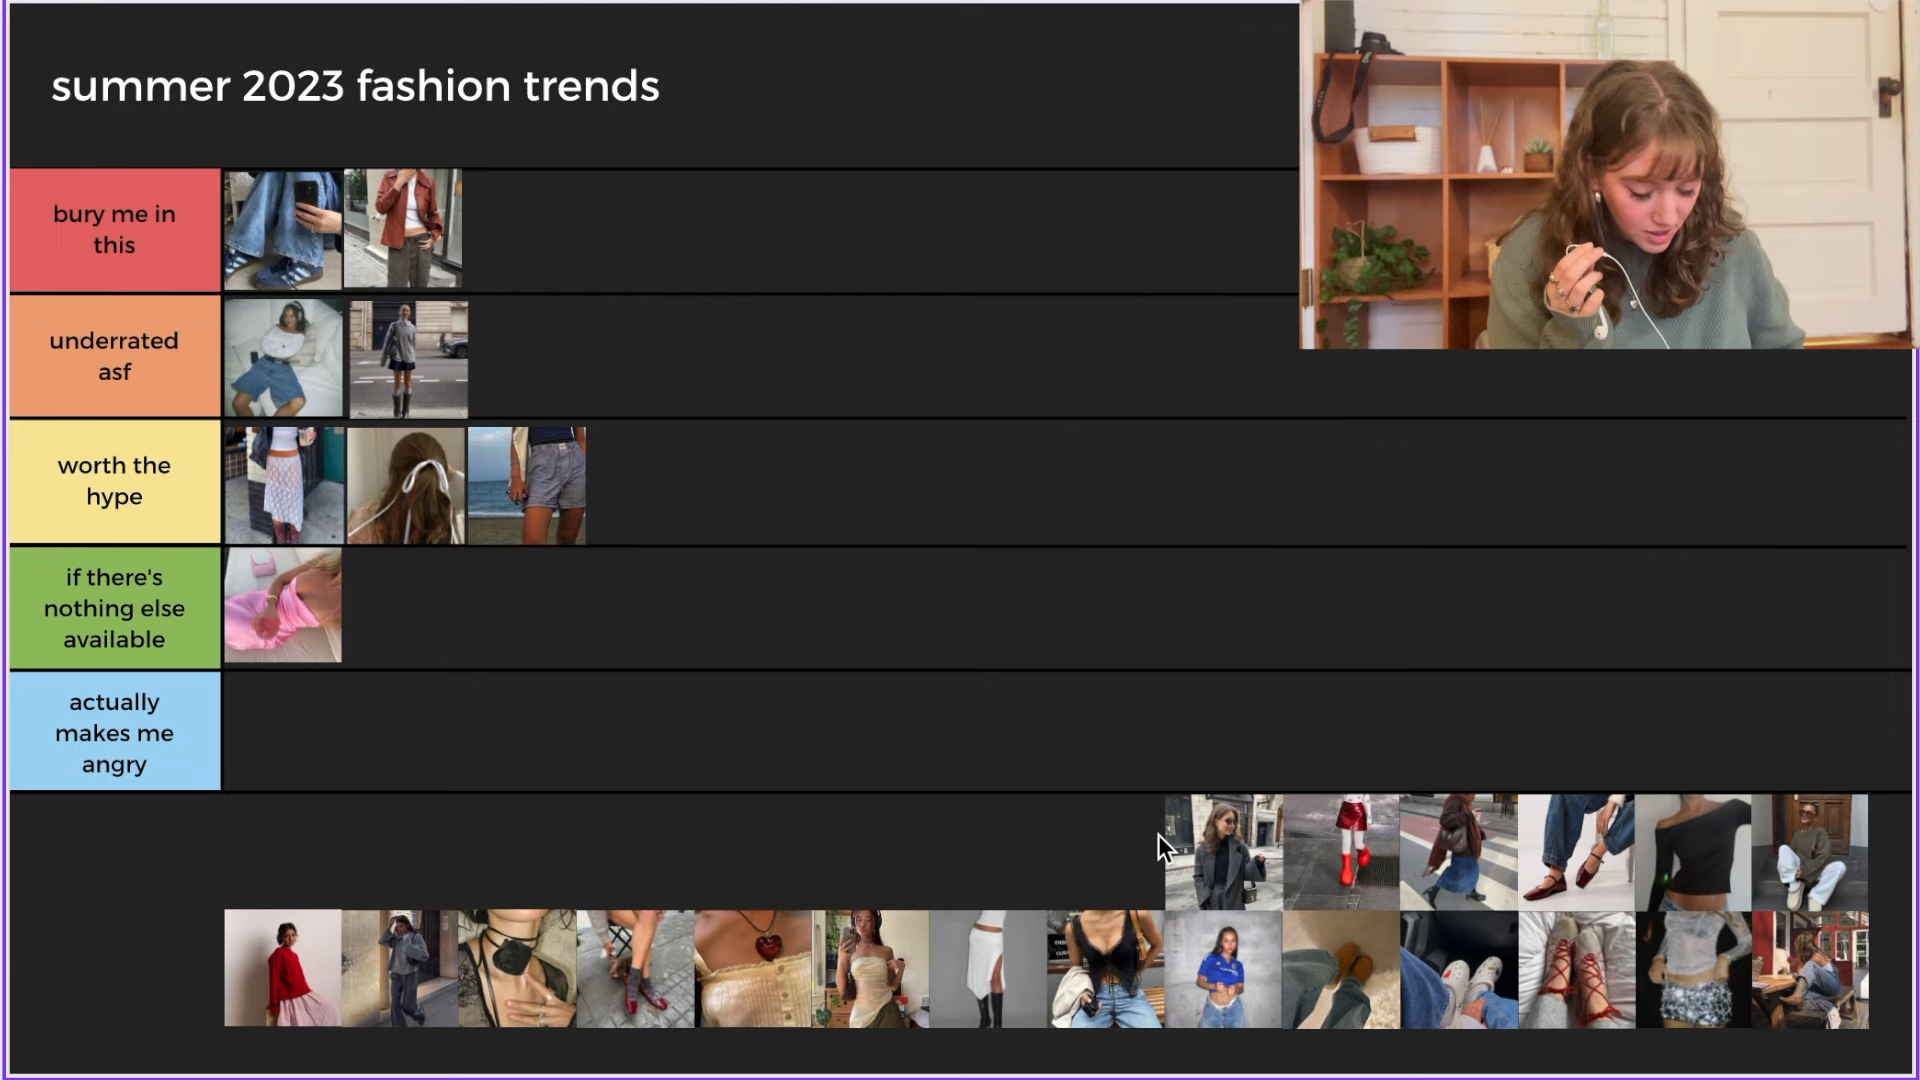 summer 2023 fashion trends
bury me in
this
underrated
asf
worth the
hype
if there's
nothing else
available
actually
makes me
angry